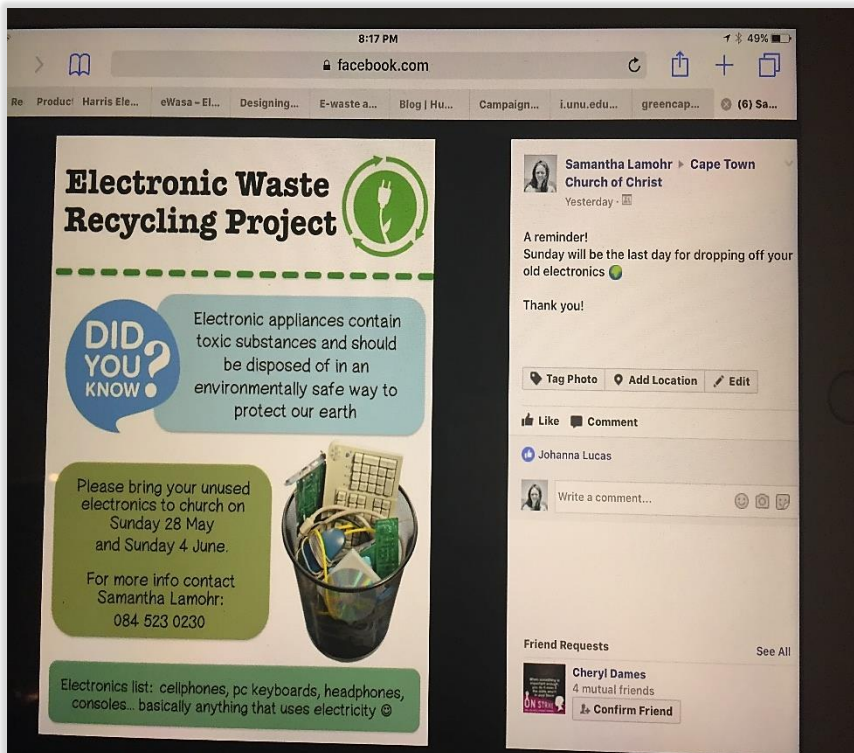 8:17 PM
49%
facebook.com
Re
Product
Harris Ele...
eWasa – El...
Designing...
E-waste a...
Blog | Hu...
Campaign...
i.unu.edu...
greencap...
(6) Sa...
Electronic Waste
Recycling Project
DID
YOU
KNOW
?
Electronic appliances contain
toxic substances and should
be disposed of in an
environmentally safe way to
protect our earth
Please bring your unused
electronics to church on
Sunday 28 May
and Sunday 4 June.
For more info contact
Samantha Lamohr:
084 523 0230
Electronics list: cellphones, pc keyboards, headphones,
consoles... basically anything that uses electricity ☺
Samantha Lamohr ▸ Cape Town
Church of Christ
Yesterday ·
A reminder!
Sunday will be the last day for dropping off your
old electronics 🌍
Thank you!
Tag Photo
Add Location
Edit
Like
Comment
Johanna Lucas
Write a comment...
Friend Requests
See All
Cheryl Dames
4 mutual friends
Confirm Friend
ON STRIKE